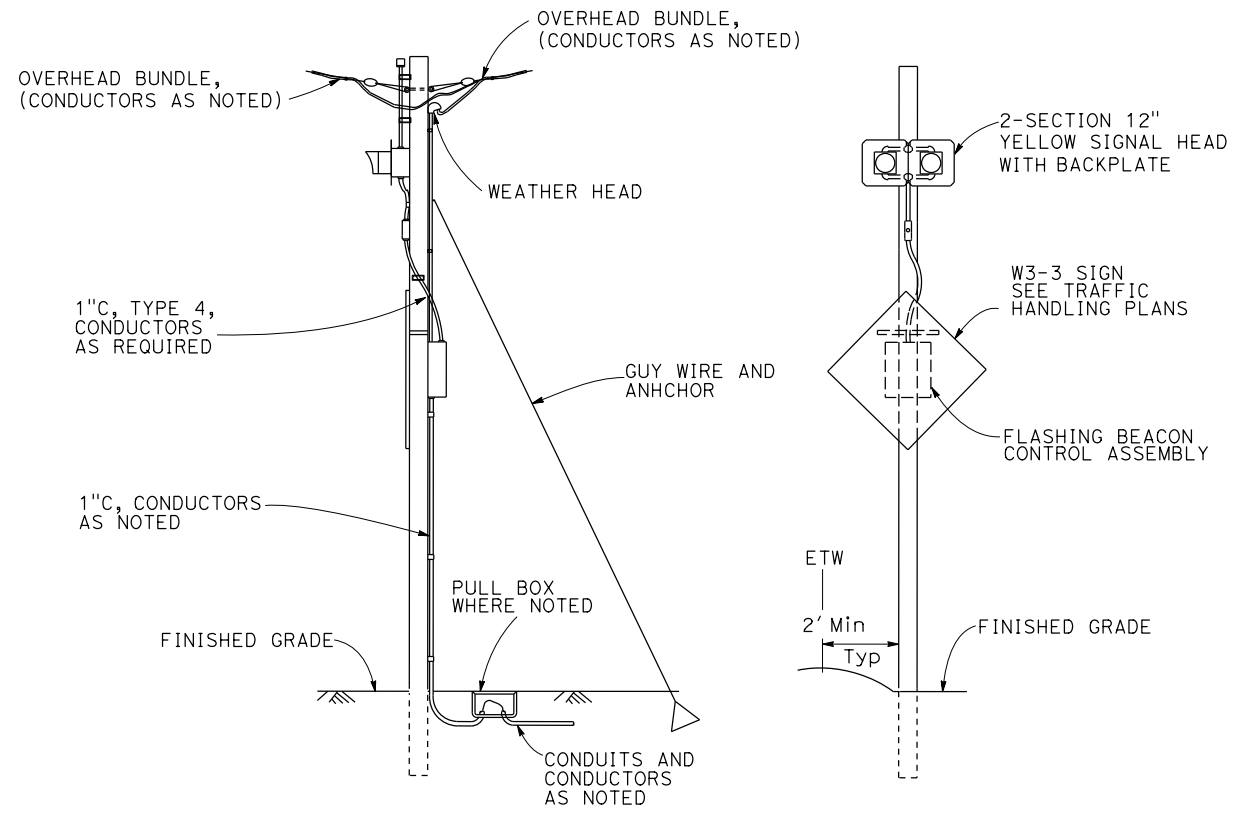 OVERHEAD BUNDLE,
(CONDUCTORS AS NOTED)
OVERHEAD BUNDLE,
(CONDUCTORS AS NOTED)
WEATHER HEAD
1"C, TYPE 4,
CONDUCTORS
AS REQUIRED
GUY WIRE AND
ANHCHOR
1"C, CONDUCTORS
AS NOTED
PULL BOX
WHERE NOTED
FINISHED GRADE
CONDUITS AND
CONDUCTORS
AS NOTED
2-SECTION 12"
YELLOW SIGNAL HEAD
WITH BACKPLATE
W3-3 SIGN
SEE TRAFFIC
HANDLING PLANS
FLASHING BEACON
CONTROL ASSEMBLY
ETW
2' Min
Typ
FINISHED GRADE